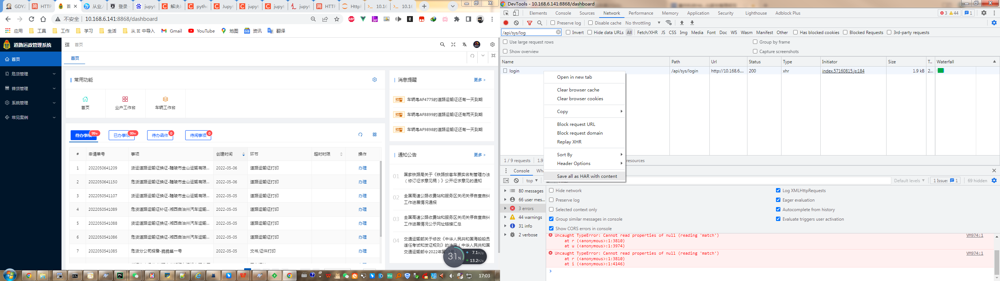 GDYZ
HTTP
首
从业人
登录 -
jupyt
解决J
pytho
Jupyt
jupyt
jupyt
jupyt
HTTP
HttpI
10.16
10.16
不安全 10.168.6.141:8868/dashboard
应用 工具 工作 学习 生活 从 IE 中导入 Gmail YouTube 地图 资讯 翻译
道路运政管理系统
首页
首页
危货管理
普货管理
系统管理
常见案例
首页
常用功能
首页 业户工作台 车辆工作台
消息提醒 更多 >
预警 车辆粤AF4775的道路运输证还有一天到期
预警 车辆粤AF8899的道路运输证还有两天到期
预警 车辆粤AF9898的道路运输证还有一天到期
待办事项 99+ 已办事项 99+ 待办函件 0 待阅事项 0
# 申请单号 事项 创建时间 环节 超时时限 操作
1 2022050641209 货运道路运输证换证-醴陵市金山运输有限... 2022-05-06 道路运输证打印 办理
2 2022050641150 危货道路运输证换证-醴陵市金山运输有限... 2022-05-06 道路运输证打印 办理
3 2022050541107 货运道路运输证换证-醴陵市金山运输有限... 2022-05-05 道路运输证打印 办理
4 2022050541089 危货道路运输证补证-湘西自治州汽车运输... 2022-05-05 道路运输证打印 办理
5 2022050541088 货运道路运输证换证-湘西自治州汽车运输... 2022-05-05 道路运输证打印 办理
6 2022050541086 危货道路运输证换证-湘西自治州汽车运输... 2022-05-05 道路运输证打印 办理
7 2022050541085 危货分公司报备-脆脆鲨一号 2022-05-05 文书,证件打印 办理
通知公告 更多 >
01 国家铁路局关于《铁路旅客车票实名制管理办法
（修订征求意见稿）》公开征求意见的通知
02 全国高速公路收费站和服务区关闭关停自查自纠
工作进展情况通报
03 全国高速公路收费站和服务区关闭关停自查自纠
工作进展情况公示网址链接汇总
04 交通运输部关于修改《中华人民共和国海船船员
适任考试和发证规则》的决定（中华人民共和国
交通运输部令2022年第
31%
7.1K/s
13.2K/s
17:03
DevTools - 10.168.6.141:8868/dashboard
Elements Console Sources Network Performance Memory Application Security Lighthouse Adblock Plus 3 44 1
Preserve log Disable cache No throttling
/api/sys/log Invert Hide data URLs All Fetch/XHR JS CSS Img Media Font Doc WS Wasm Manifest Other Has blocked cookies Blocked Requests 3rd-party requests
Use large request rows Group by frame
Show overview Capture screenshots
Name Path Url Status Type Initiator Size T.. Waterfall
login /api/sys/login http://10.168.6.... 200 xhr index.57160815.js:184 1.9 kB 2...
Open in new tab
Clear browser cache
Clear browser cookies
Copy
Block request URL
Block request domain
Replay XHR
Sort By
Header Options
Save all as HAR with content
1 / 9 requests 1.9 resources
Console Wh
top Default levels 1 Issue: 1 69 hidden
80 messages
66 user mes...
3 errors
44 warnings
31 info
2 verbose
Hide network Log XMLHttpRequests
Preserve log Eager evaluation
Selected context only Autocomplete from history
Group similar messages in console Evaluate triggers user activation
Show CORS errors in console
Uncaught TypeError: Cannot read properties of null (reading 'match') VM974:1
at r (<anonymous>:1:3810)
at u (<anonymous>:1:3974)
Uncaught TypeError: Cannot read properties of null (reading 'match') VM974:1
at r (<anonymous>:1:3810)
at i (<anonymous>:1:4146)